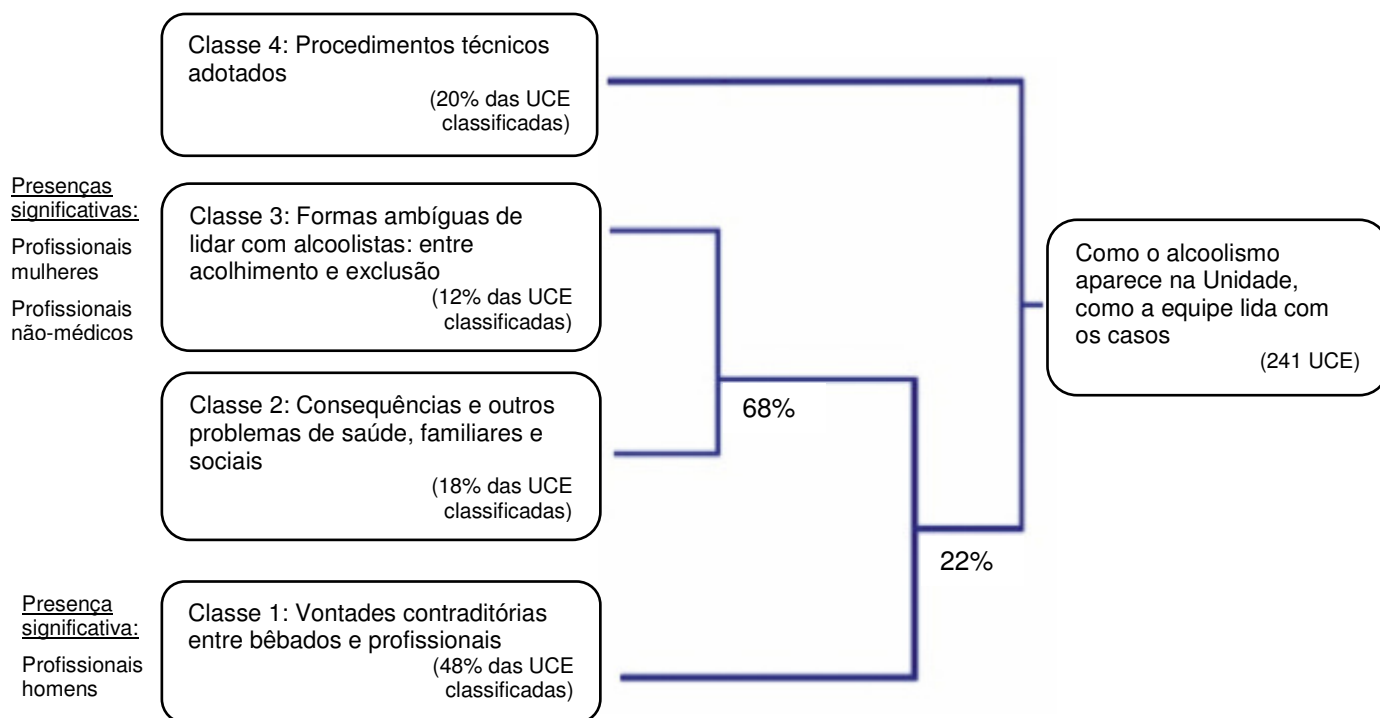 Classe 4: Procedimentos técnicos
adotados
(20% das UCE
classificadas)
Presenças
significativas:
Profissionais
mulheres
Profissionais
não-médicos
Classe 3: Formas ambíguas de
lidar com alcoolistas: entre
acolhimento e exclusão
(12% das UCE
classificadas)
Como o alcoolismo
aparece na Unidade,
como a equipe lida com
os casos
(241 UCE)
Classe 2: Consequências e outros
problemas de saúde, familiares e
sociais
(18% das UCE
classificadas)
68%
22%
Presença
significativa:
Profissionais
homens
Classe 1: Vontades contraditórias
entre bêbados e profissionais
(48% das UCE
classificadas)